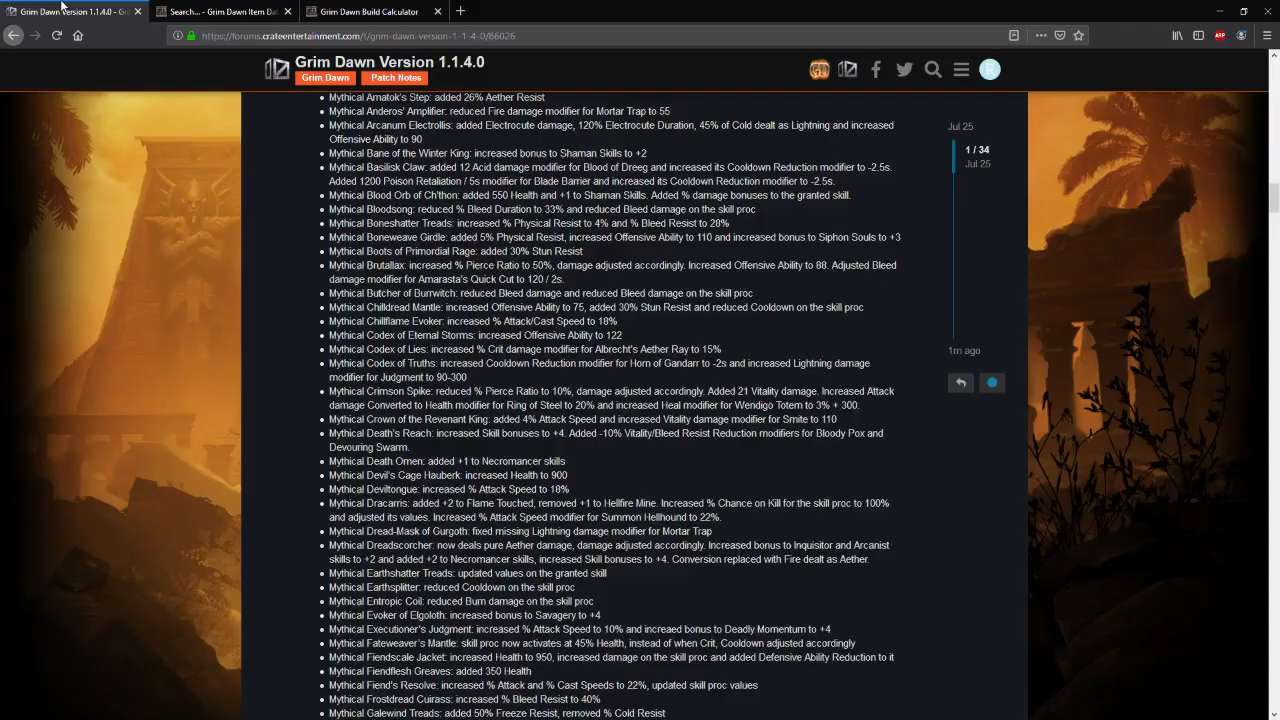 Grim Dawn Version 1.1.4.0 - Gri
Search... - Grim Dawn Item Dat
Grim Dawn Build Calculator
https://forums.crateentertainment.com/t/grim-dawn-version-1-1-4-0/86026
Grim Dawn Version 1.1.4.0
Grim Dawn Patch Notes
Mythical Amatok's Step: added 26% Aether Resist
Mythical Anderos' Amplifier: reduced Fire damage modifier for Mortar Trap to 55
Mythical Arcanum Electrollis: added Electrocute damage, 120% Electrocute Duration, 45% of Cold dealt as Lightning and increased
Offensive Ability to 90
Mythical Bane of the Winter King: increased bonus to Shaman Skills to +2
Mythical Basilisk Claw: added 12 Acid damage modifier for Blood of Dreeg and increased its Cooldown Reduction modifier to -2.5s.
Added 1200 Poison Retaliation / 5s modifier for Blade Barrier and increased its Cooldown Reduction modifier to -2.5s.
Mythical Blood Orb of Ch'thon: added 550 Health and +1 to Shaman Skills. Added % damage bonuses to the granted skill.
Mythical Bloodsong: reduced % Bleed Duration to 33% and reduced Bleed damage on the skill proc
Mythical Boneshatter Treads: increased % Physical Resist to 4% and % Bleed Resist to 28%
Mythical Boneweave Girdle: added 5% Physical Resist, increased Offensive Ability to 110 and increased bonus to Siphon Souls to +3
Mythical Boots of Primordial Rage: added 30% Stun Resist
Mythical Brutallax: increased % Pierce Ratio to 50%, damage adjusted accordingly. Increased Offensive Ability to 88. Adjusted Bleed
damage modifier for Amarasta's Quick Cut to 120 / 2s.
Mythical Butcher of Burrwitch: reduced Bleed damage and reduced Bleed damage on the skill proc
Mythical Chilldread Mantle: increased Offensive Ability to 75, added 30% Stun Resist and reduced Cooldown on the skill proc
Mythical Chillflame Evoker: increased % Attack/Cast Speed to 18%
Mythical Codex of Eternal Storms: increased Offensive Ability to 122
Mythical Codex of Lies: increased % Crit damage modifier for Albrecht's Aether Ray to 15%
Mythical Codex of Truths: increased Cooldown Reduction modifier for Horn of Gandarr to -2s and increased Lightning damage
modifier for Judgment to 90-300
Mythical Crimson Spike: reduced % Pierce Ratio to 10%, damage adjusted accordingly. Added 21 Vitality damage. Increased Attack
damage Converted to Health modifier for Ring of Steel to 20% and increased Heal modifier for Wendigo Totem to 3% + 300.
Mythical Crown of the Revenant King: added 4% Attack Speed and increased Vitality damage modifier for Smite to 110
Mythical Death's Reach: increased Skill bonuses to +4. Added -10% Vitality/Bleed Resist Reduction modifiers for Bloody Pox and
Devouring Swarm.
Mythical Death Omen: added +1 to Necromancer skills
Mythical Devil's Cage Hauberk: increased Health to 900
Mythical Deviltongue: increased % Attack Speed to 18%
Mythical Dracarris: added +2 to Flame Touched, removed +1 to Hellfire Mine. Increased % Chance on Kill for the skill proc to 100%
and adjusted its values. Increased % Attack Speed modifier for Summon Hellhound to 22%.
Mythical Dread-Mask of Gurgoth: fixed missing Lightning damage modifier for Mortar Trap
Mythical Dreadscorcher: now deals pure Aether damage, damage adjusted accordingly. Increased bonus to Inquisitor and Arcanist
skills to +2 and added +2 to Necromancer skills, increased Skill bonuses to +4. Conversion replaced with Fire dealt as Aether.
Mythical Earthshatter Treads: updated values on the granted skill
Mythical Earthsplitter: reduced Cooldown on the skill proc
Mythical Entropic Coil: reduced Burn damage on the skill proc
Mythical Evoker of Elgoloth: increased bonus to Savagery to +4
Mythical Executioner's Judgment: increased % Attack Speed to 10% and increaed bonus to Deadly Momentum to +4
Mythical Fateweaver's Mantle: skill proc now activates at 45% Health, instead of when Crit, Cooldown adjusted accordingly
Mythical Fiendscale Jacket: increased Health to 950, increased damage on the skill proc and added Defensive Ability Reduction to it
Mythical Fiendflesh Greaves: added 350 Health
Mythical Fiend's Resolve: increased % Attack and % Cast Speeds to 22%, updated skill proc values
Mythical Frostdread Cuirass: increased % Bleed Resist to 40%
Mythical Galewind Treads: added 50% Freeze Resist, removed % Cold Resist
Jul 25
1 / 34
Jul 25
1m ago